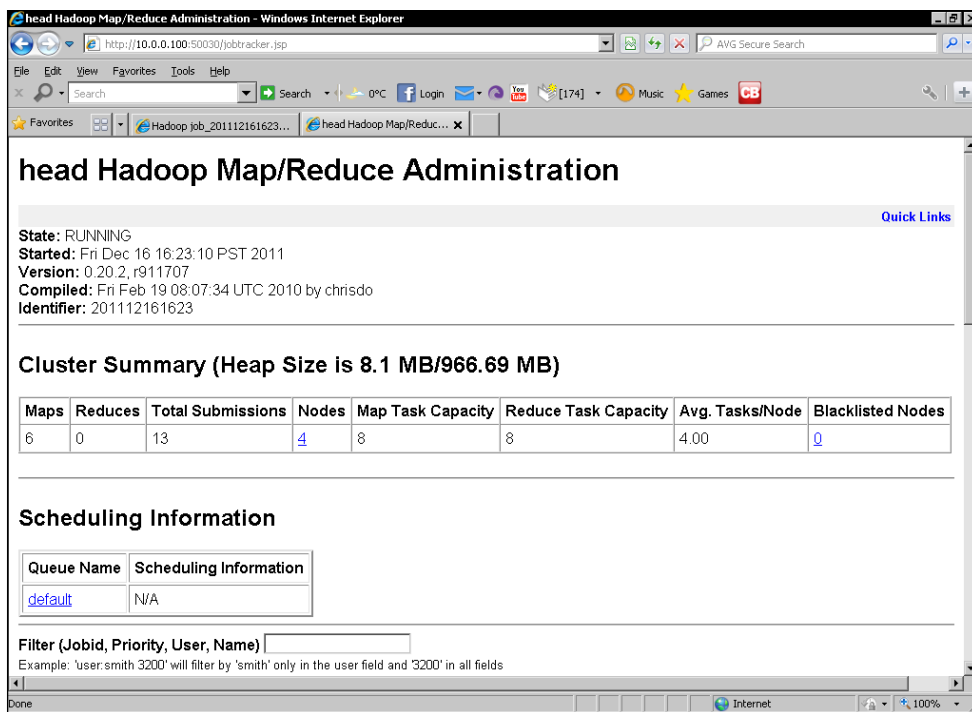 head Hadoop Map/Reduce Administration - Windows Internet Explorer
http://10.0.0.100:50030/jobtracker.jsp
AVG Secure Search
File Edit View Favorites Tools Help
Search Search 0°C Login You Tube [174] Music Games CB
Favorites Hadoop job_201112161623... head Hadoop Map/Reduc...
head Hadoop Map/Reduce Administration
Quick Links
State: RUNNING
Started: Fri Dec 16 16:23:10 PST 2011
Version: 0.20.2, r911707
Compiled: Fri Feb 19 08:07:34 UTC 2010 by chrisdo
Identifier: 201112161623
Cluster Summary (Heap Size is 8.1 MB/966.69 MB)
Maps Reduces Total Submissions Nodes Map Task Capacity Reduce Task Capacity Avg. Tasks/Node Blacklisted Nodes
6 0 13 4 8 8 4.00 0
Scheduling Information
Queue Name Scheduling Information
default N/A
Filter (Jobid, Priority, User, Name)
Example: 'user:smith 3200' will filter by 'smith' only in the user field and '3200' in all fields
Done Internet 100%